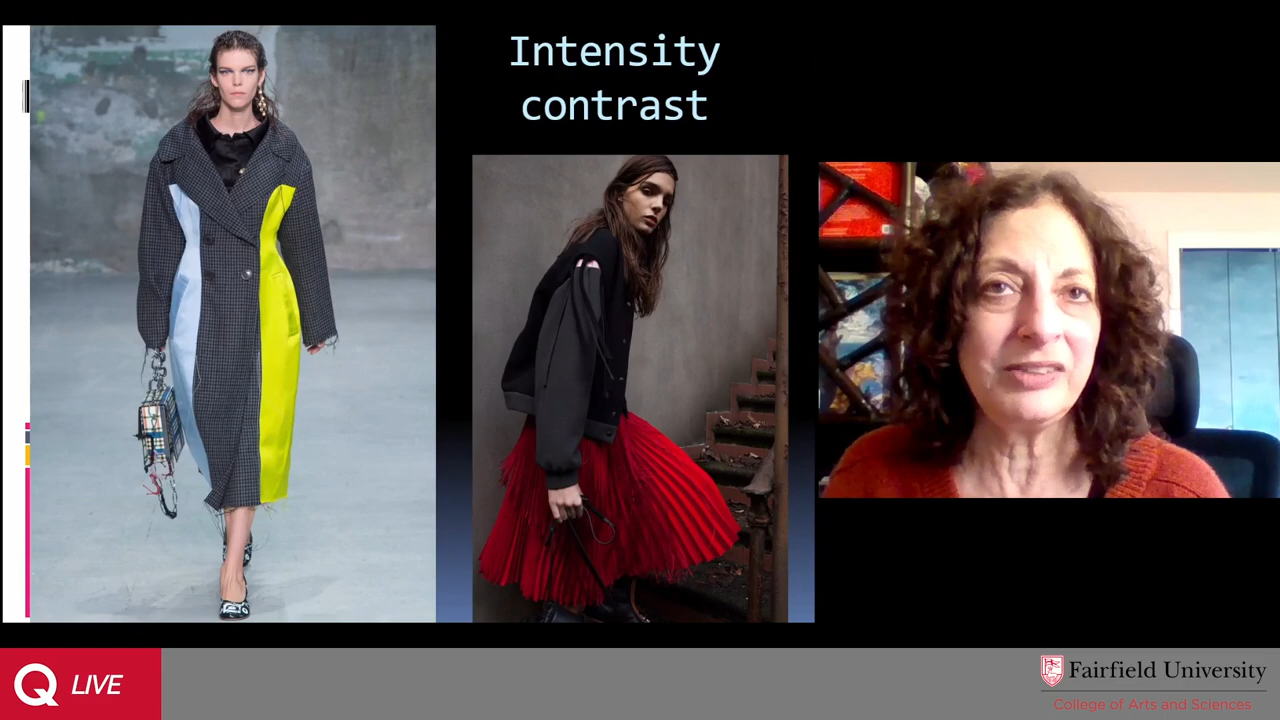 Intensity
contrast
Q LIVE
Fairfield University
College of Arts and Sciences